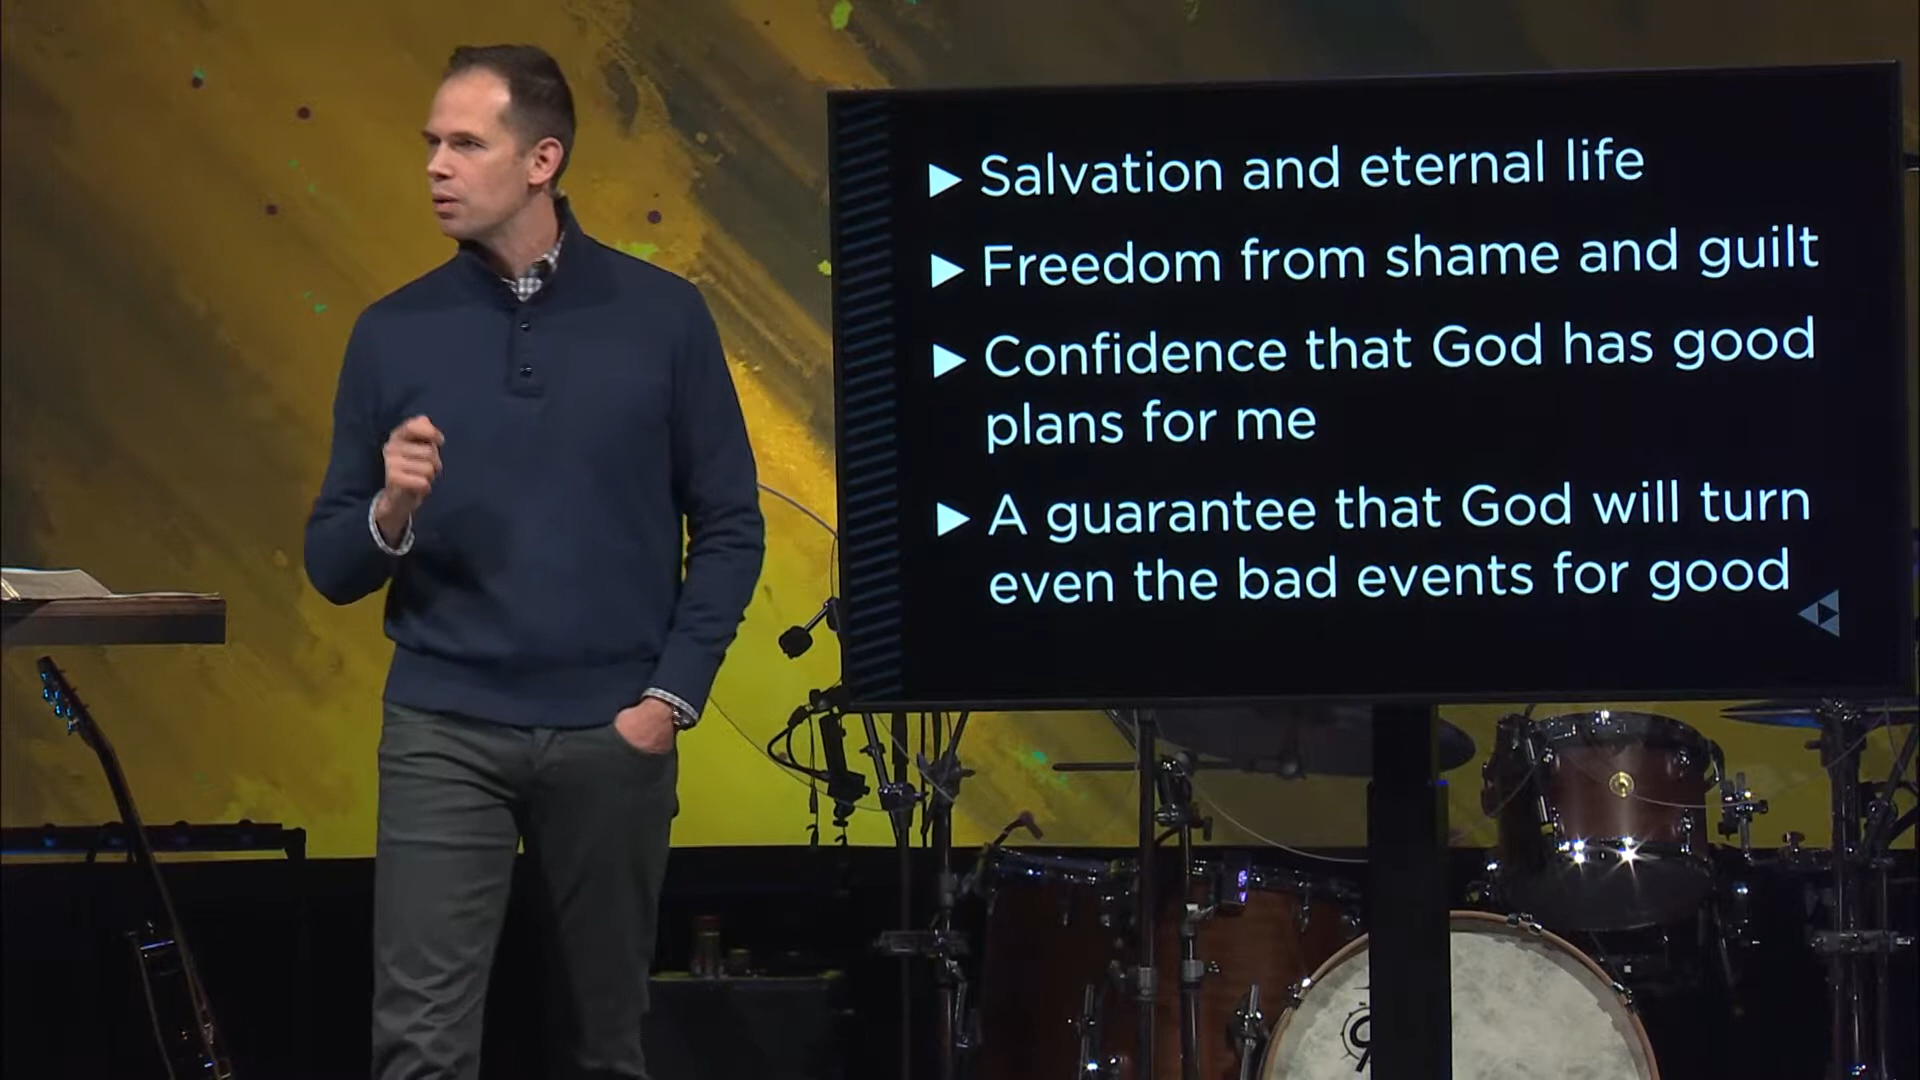 ▶ Salvation and eternal life
▶ Freedom from shame and guilt
▶ Confidence that God has good
plans for me
▶ A guarantee that God will turn
even the bad events for good